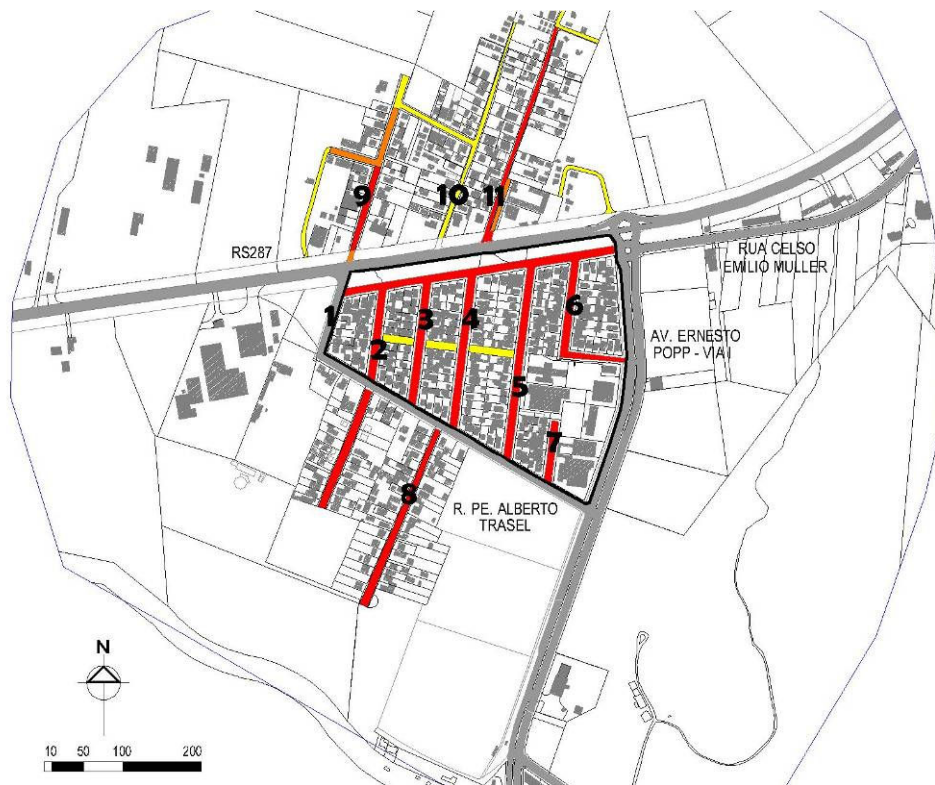 9
10
11
RS287
RUA CELSO
EMILIO MULLER
1
2
3
4
6
AV. ERNESTO
POPP - VIA I
5
7
8
R. PE. ALBERTO
TRASEL
N
10 50 100 200